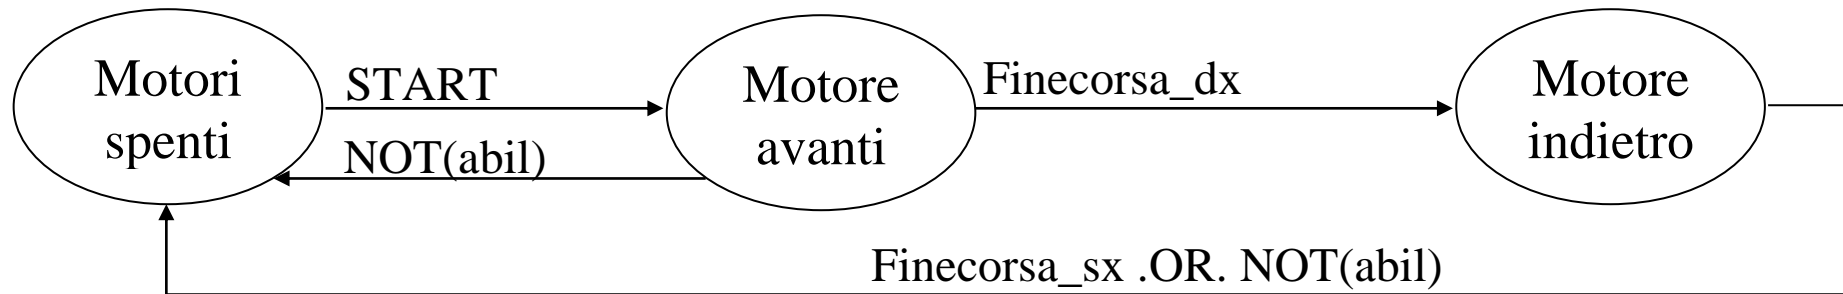 Motori
spenti
START
NOT(abil)
Motore
avanti
Finecorsa_dx
Motore
indietro
Finecorsa_sx .OR. NOT(abil)